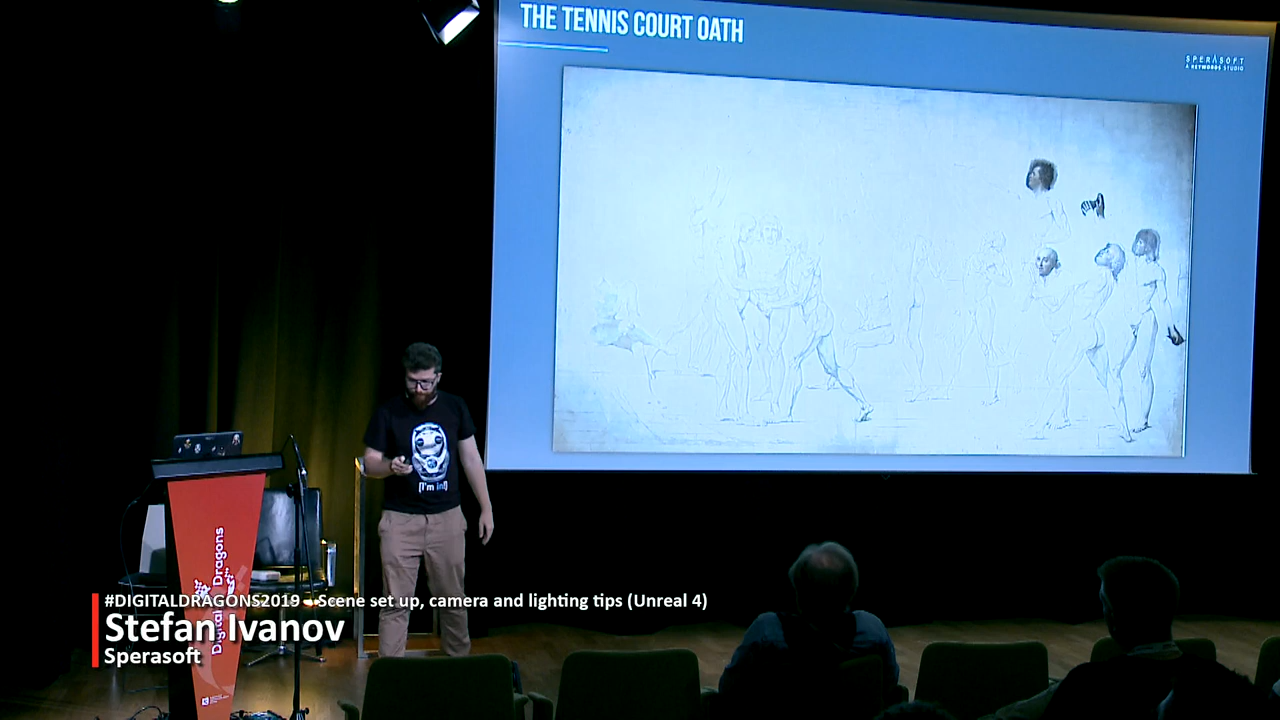 THE TENNIS COURT OATH
SPERASOFT
A KEYWORDS STUDIO
[I'm in!]
Digital Dragons
#DIGITALDRAGONS2019 - Scene set up, camera and lighting tips (Unreal 4)
Stefan Ivanov
Sperasoft